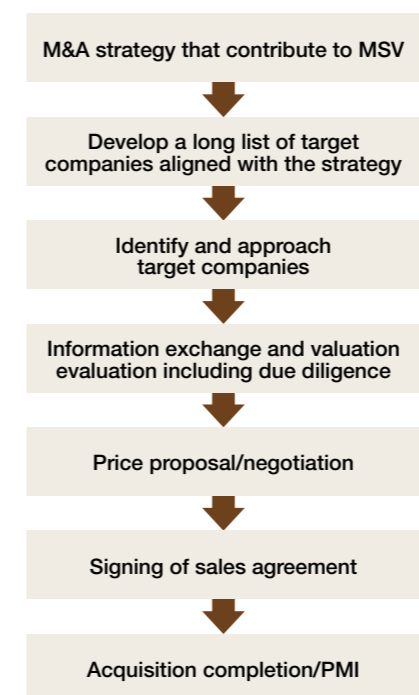 M&A strategy that contribute to MSV
Develop a long list of target
companies aligned with the strategy
Identify and approach
target companies
Information exchange and valuation
evaluation including due diligence
Price proposal/negotiation
Signing of sales agreement
Acquisition completion/PMI